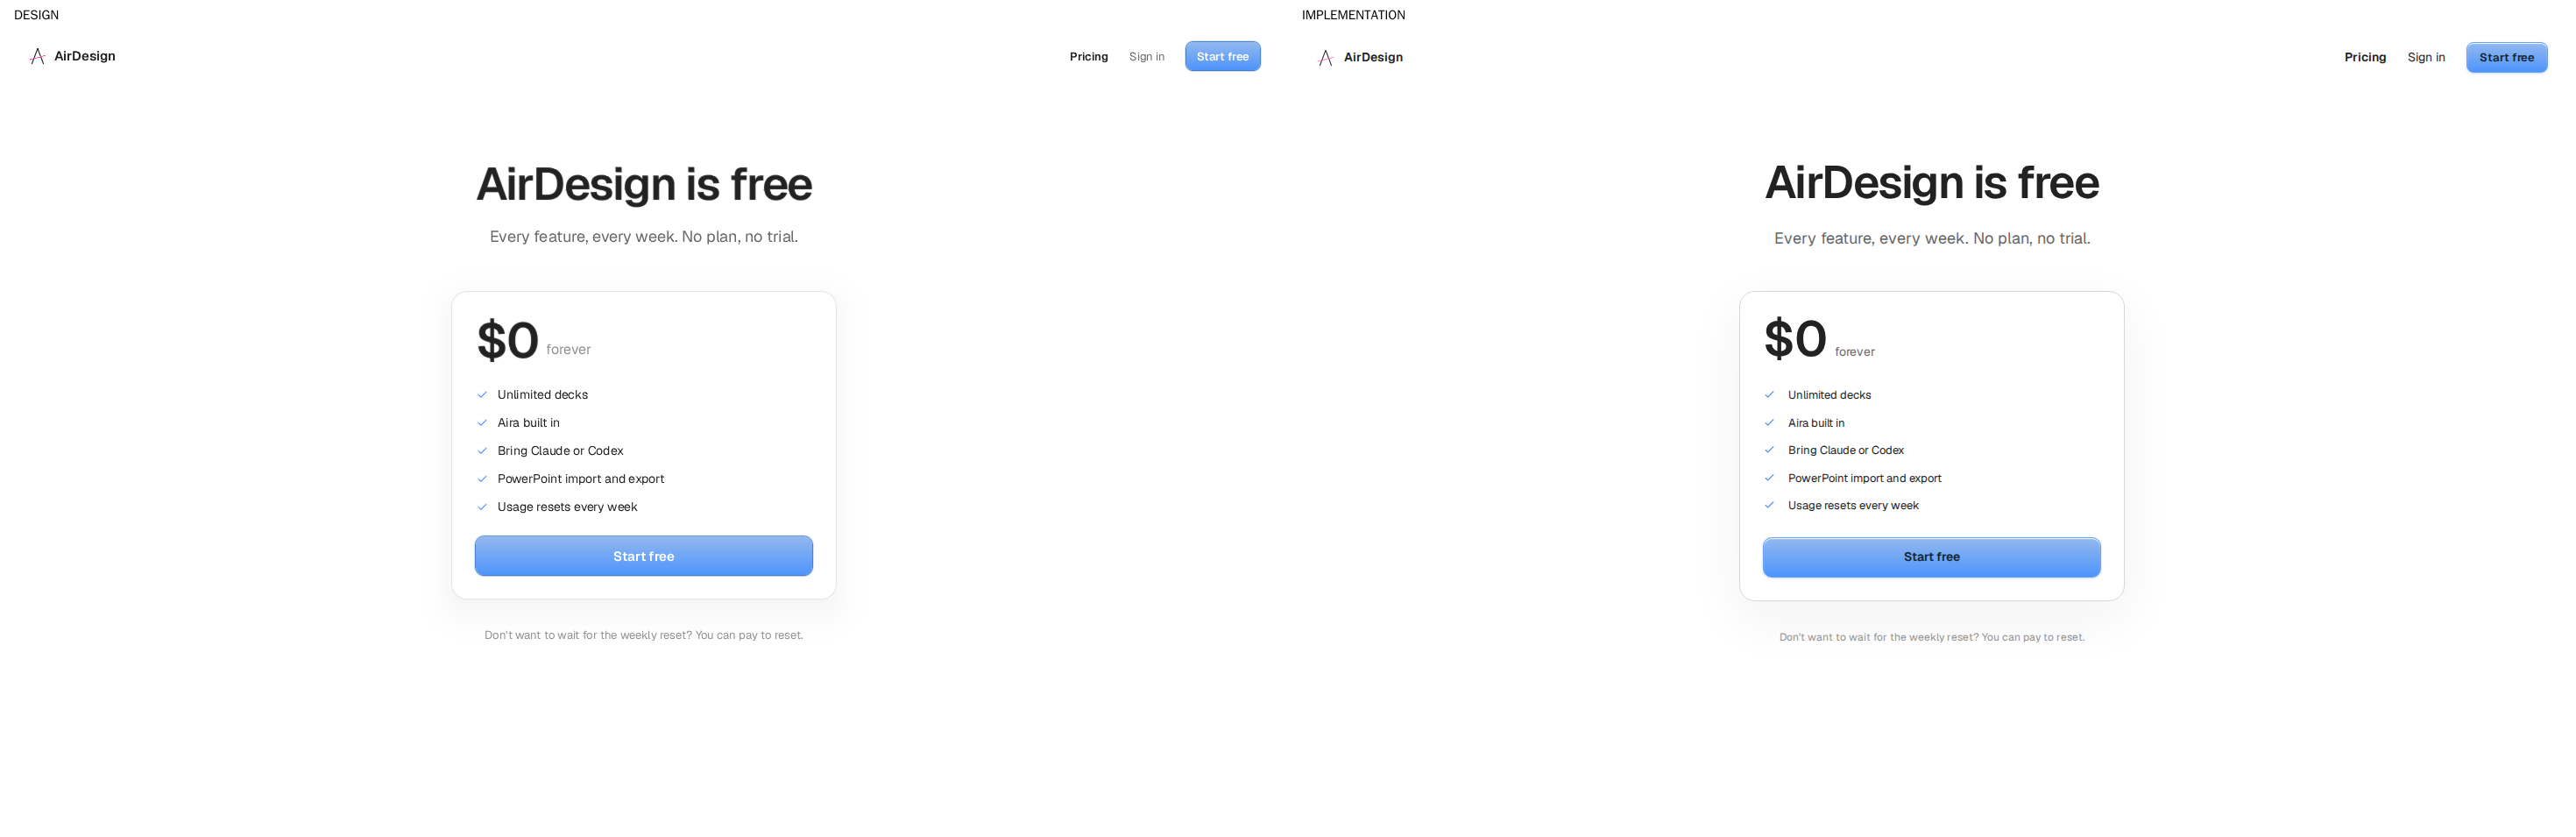 DESIGN
AirDesign
Pricing
Sign in
Start free
AirDesign is free
Every feature, every week. No plan, no trial.
$0 forever
Unlimited decks
Aira built in
Bring Claude or Codex
PowerPoint import and export
Usage resets every week
Start free
Don't want to wait for the weekly reset? You can pay to reset.
IMPLEMENTATION
AirDesign
Pricing
Sign in
Start free
AirDesign is free
Every feature, every week. No plan, no trial.
$0 forever
Unlimited decks
Aira built in
Bring Claude or Codex
PowerPoint import and export
Usage resets every week
Start free
Don't want to wait for the weekly reset? You can pay to reset.